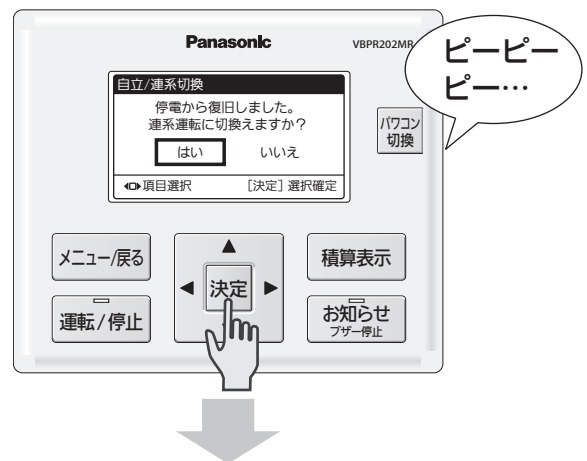 Panasonic
VBPR202MR
ピーピー
ピー…
自立/連系切換
停電から復旧しました。
連系運転に切換えますか？
はい
いいえ
項目選択
［決定］選択確定
パワコン
切換
メニュー/戻る
決定
積算表示
運転/停止
お知らせ
ブザー停止